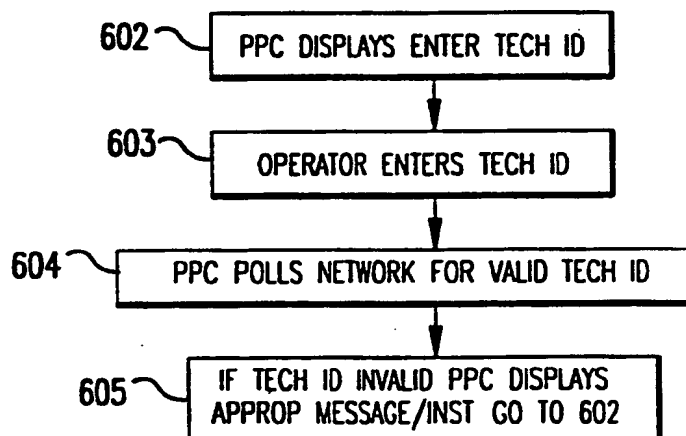 602 PPC DISPLAYS ENTER TECH ID
603 OPERATOR ENTERS TECH ID
604 PPC POLLS NETWORK FOR VALID TECH ID
605 IF TECH ID INVALID PPC DISPLAYS
APPROP MESSAGE/INST GO TO 602